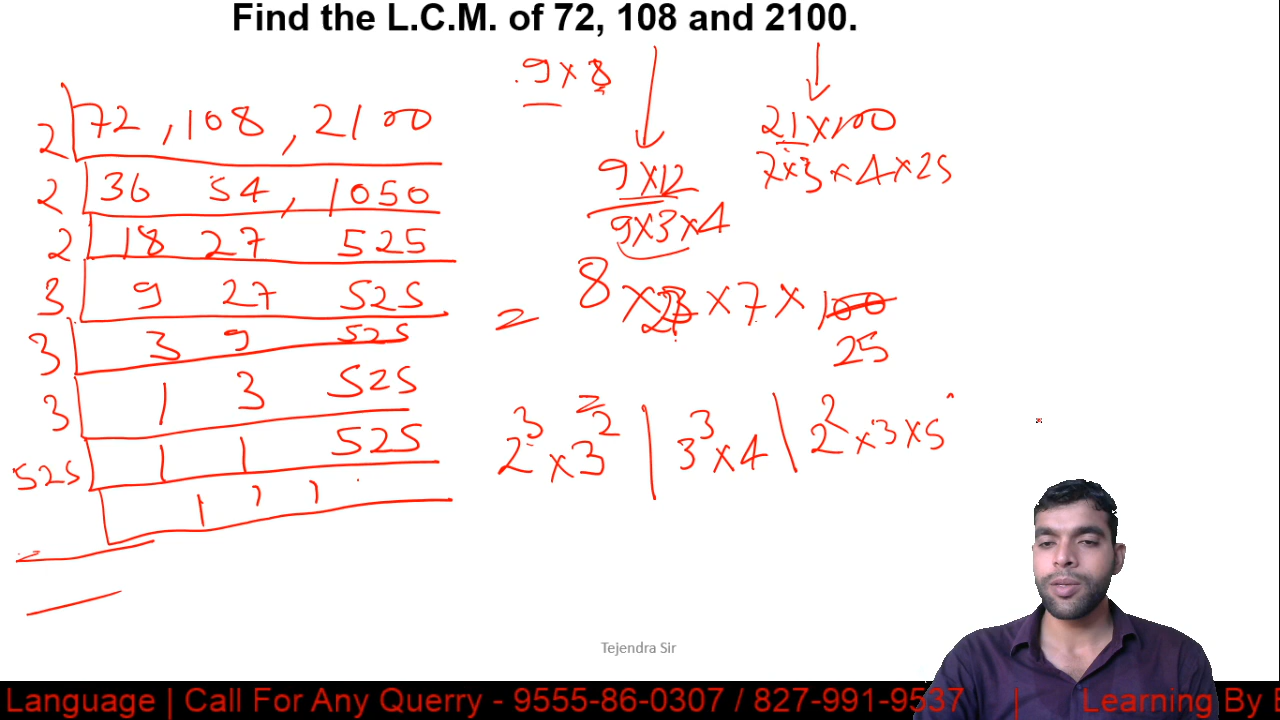 Find the L.C.M. of 72, 108 and 2100.
9 x 8
2 72 , 108 , 2100
21 x 100
2 36 54 , 1050
9 x 12
7 x 3 x 4 x 25
2 18 27 525
9 x 3 x 4
3 9 27 525
= 8 x 27 x 7 x 100
25
3 3 9 525
3 1 3 525
2³ x 3² | 3³ x 4 | 2² x 3 x 5
525 1 1 525
1 1 1
=
Tejendra Sir
Language | Call For Any Querry - 9555-86-0307 / 827-991-9537 | Learning By